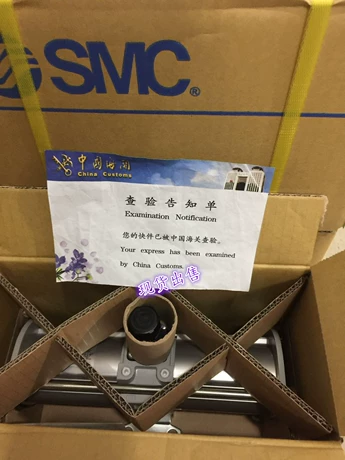 SMC®
中国海关
China Customs
查验告知单
Examination Notification
您的快件已被中国海关查验。
Your express has been examined
by China Customs.
现货出售